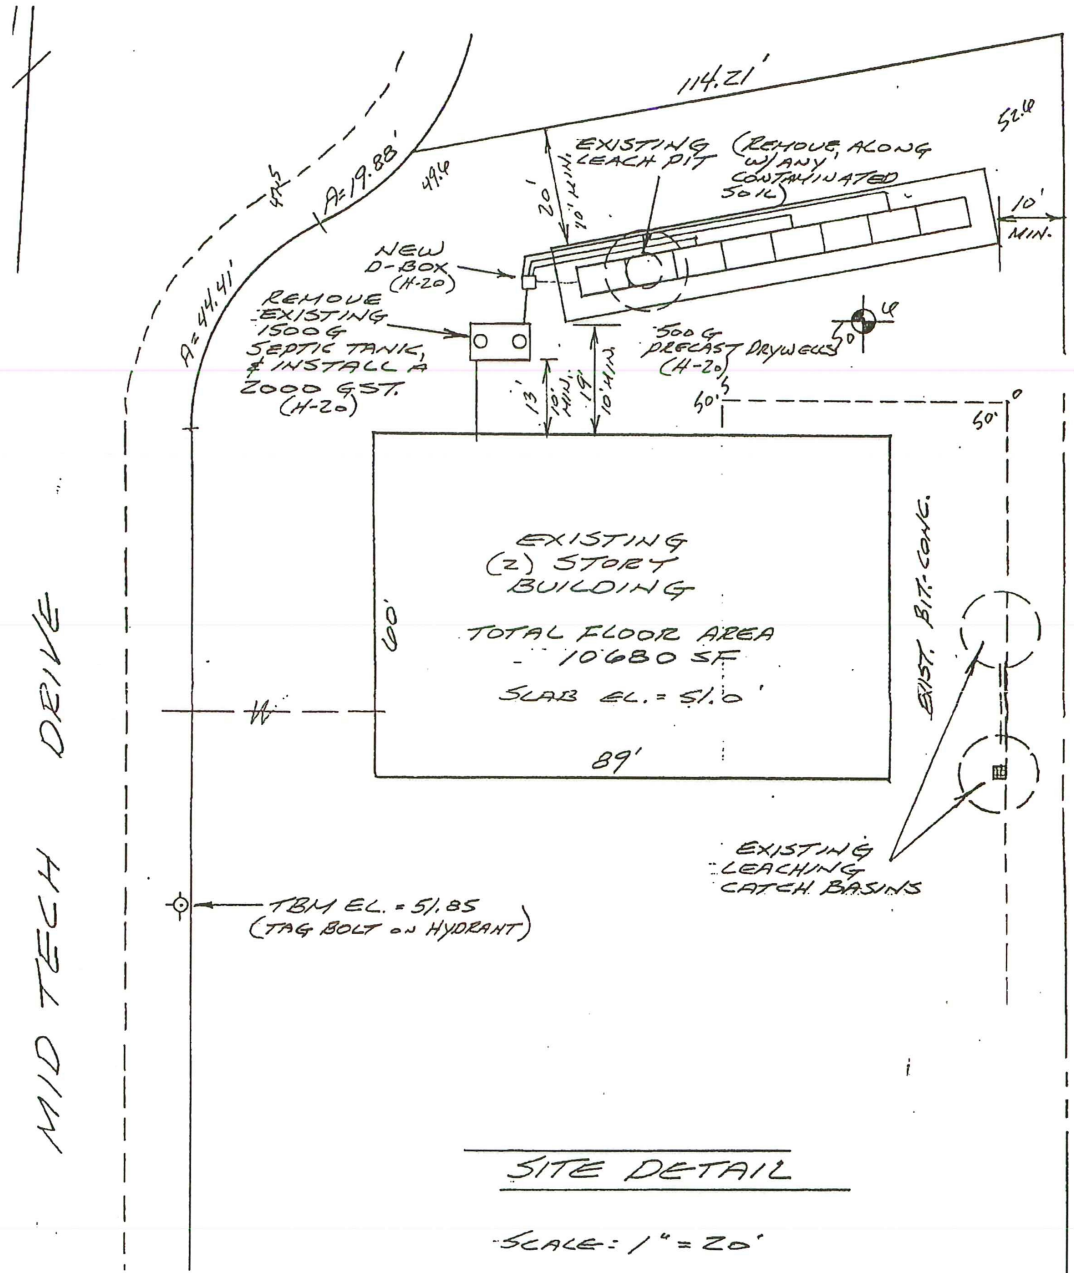 114.21'
52.6
EXISTING
LEACH PIT
(REMOVE, ALONG
W/ANY
CONTAMINATED
SOIL)
A=19.88'
49.6
20'
10' MIN.
10'
MIN.
47.5
NEW
D-BOX
(H-20)
A=44.41'
REMOVE
EXISTING
1500 G
SEPTIC TANK,
& INSTALL A
2000 GST.
(H-20)
500 G
PRECAST DRYWELLS
(H-20)
13'
10'
MIN.
19'
10' MIN.
EXISTING
(2) STORY
BUILDING
TOTAL FLOOR AREA
10680 SF
SLAB EL. = 51.0'
60'
89'
W
EXIST. BIT. CONC.
EXISTING
LEACHING
CATCH BASINS
TBM EL. = 51.85
(TAG BOLT ON HYDRANT)
MID TECH DRIVE
SITE DETAIL
SCALE: 1" = 20'